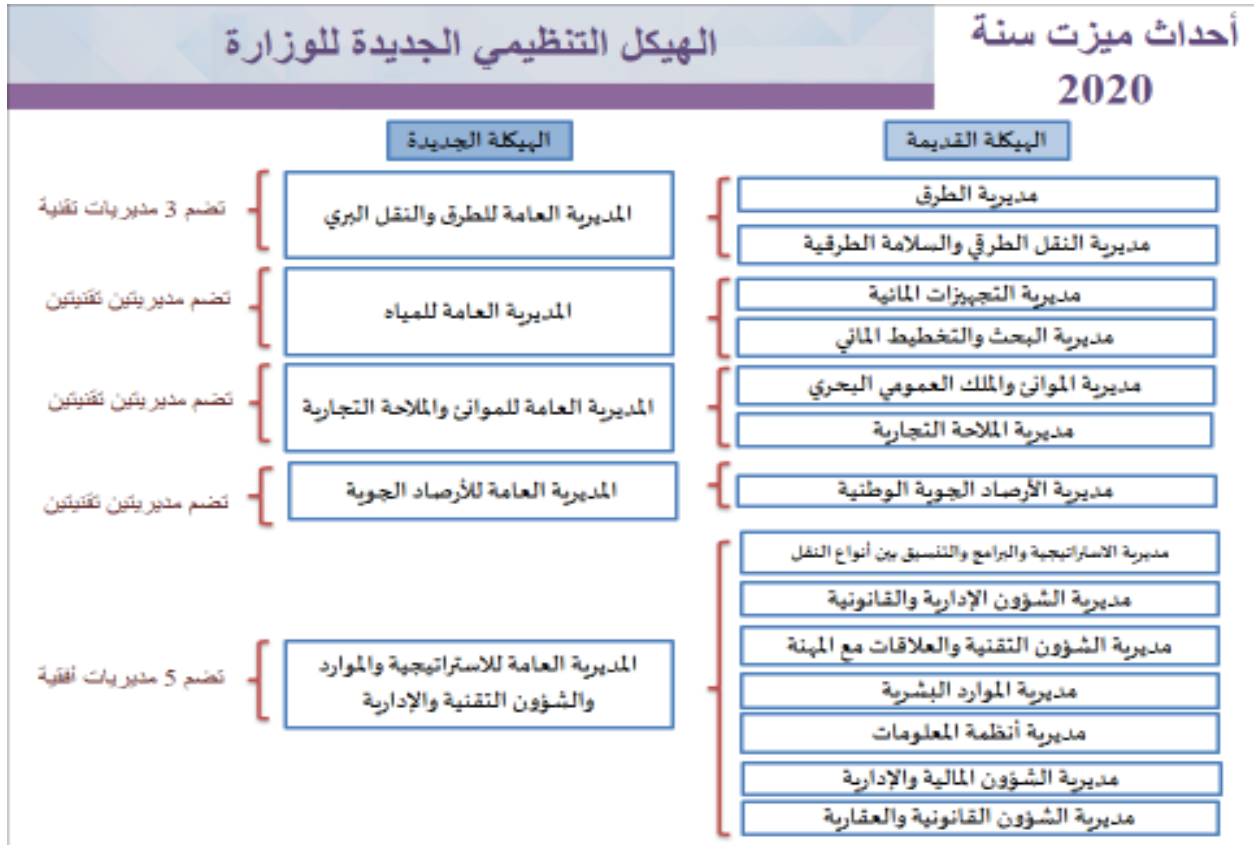 أحداث ميزت سنة
2020
الهيكل التنظيمي الجديدة للوزارة
الهيكلة القديمة
الهيكلة الجديدة
مديرية الطرق
مديرية النقل الطرقي والسلامة الطرقية
المديرية العامة للطرق والنقل البري
تضم 3 مديريات تقنية
مديرية التجهيزات المائية
مديرية البحث والتخطيط المائي
المديرية العامة للمياه
تضم مديريتين تقنيتين
مديرية الموانئ والملك العمومي البحري
مديرية الملاحة التجارية
المديرية العامة للموانئ والملاحة التجارية
تضم مديريتين تقنيتين
مديرية الأرصاد الجوية الوطنية
المديرية العامة للأرصاد الجوية
تضم مديريتين تقنيتين
مديرية الاستراتيجية والبرامج والتنسيق بين أنواع النقل
مديرية الشؤون الإدارية والقانونية
مديرية الشؤون التقنية والعلاقات مع المهنة
مديرية الموارد البشرية
مديرية أنظمة المعلومات
مديرية الشؤون المالية والإدارية
مديرية الشؤون القانونية والعقارية
المديرية العامة للاستراتيجية والموارد
والشؤون التقنية والإدارية
تضم 5 مديريات أفقية